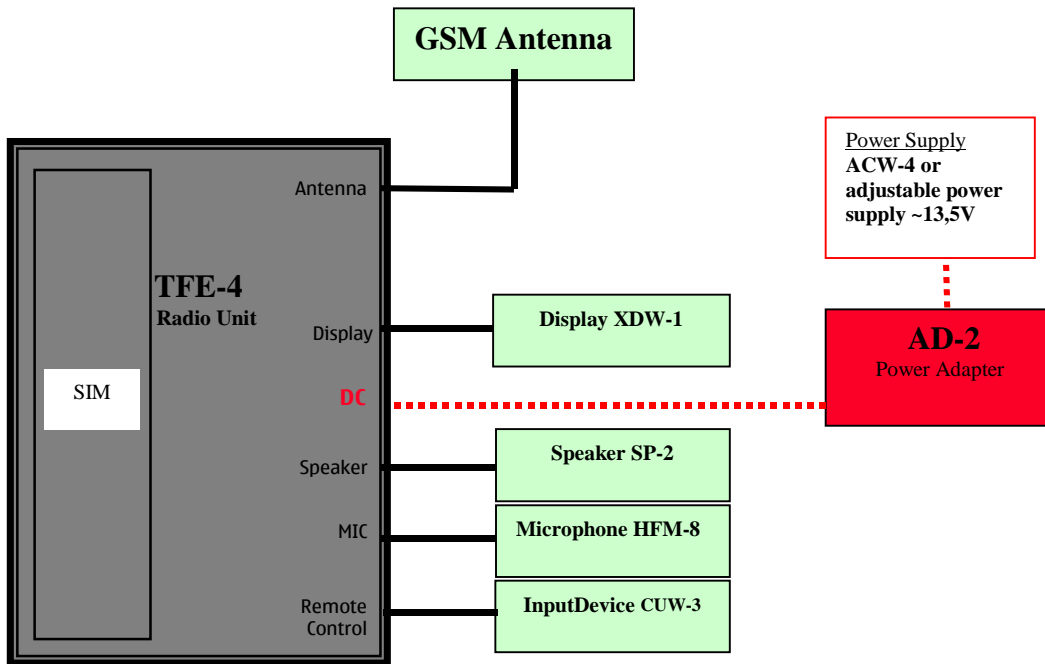 GSM Antenna
Power Supply
ACW-4 or
adjustable power
supply ~13,5V
Antenna
TFE-4
Radio Unit
Display
Display XDW-1
AD-2
Power Adapter
SIM
DC
Speaker
Speaker SP-2
MIC
Microphone HFM-8
Remote
Control
InputDevice CUW-3